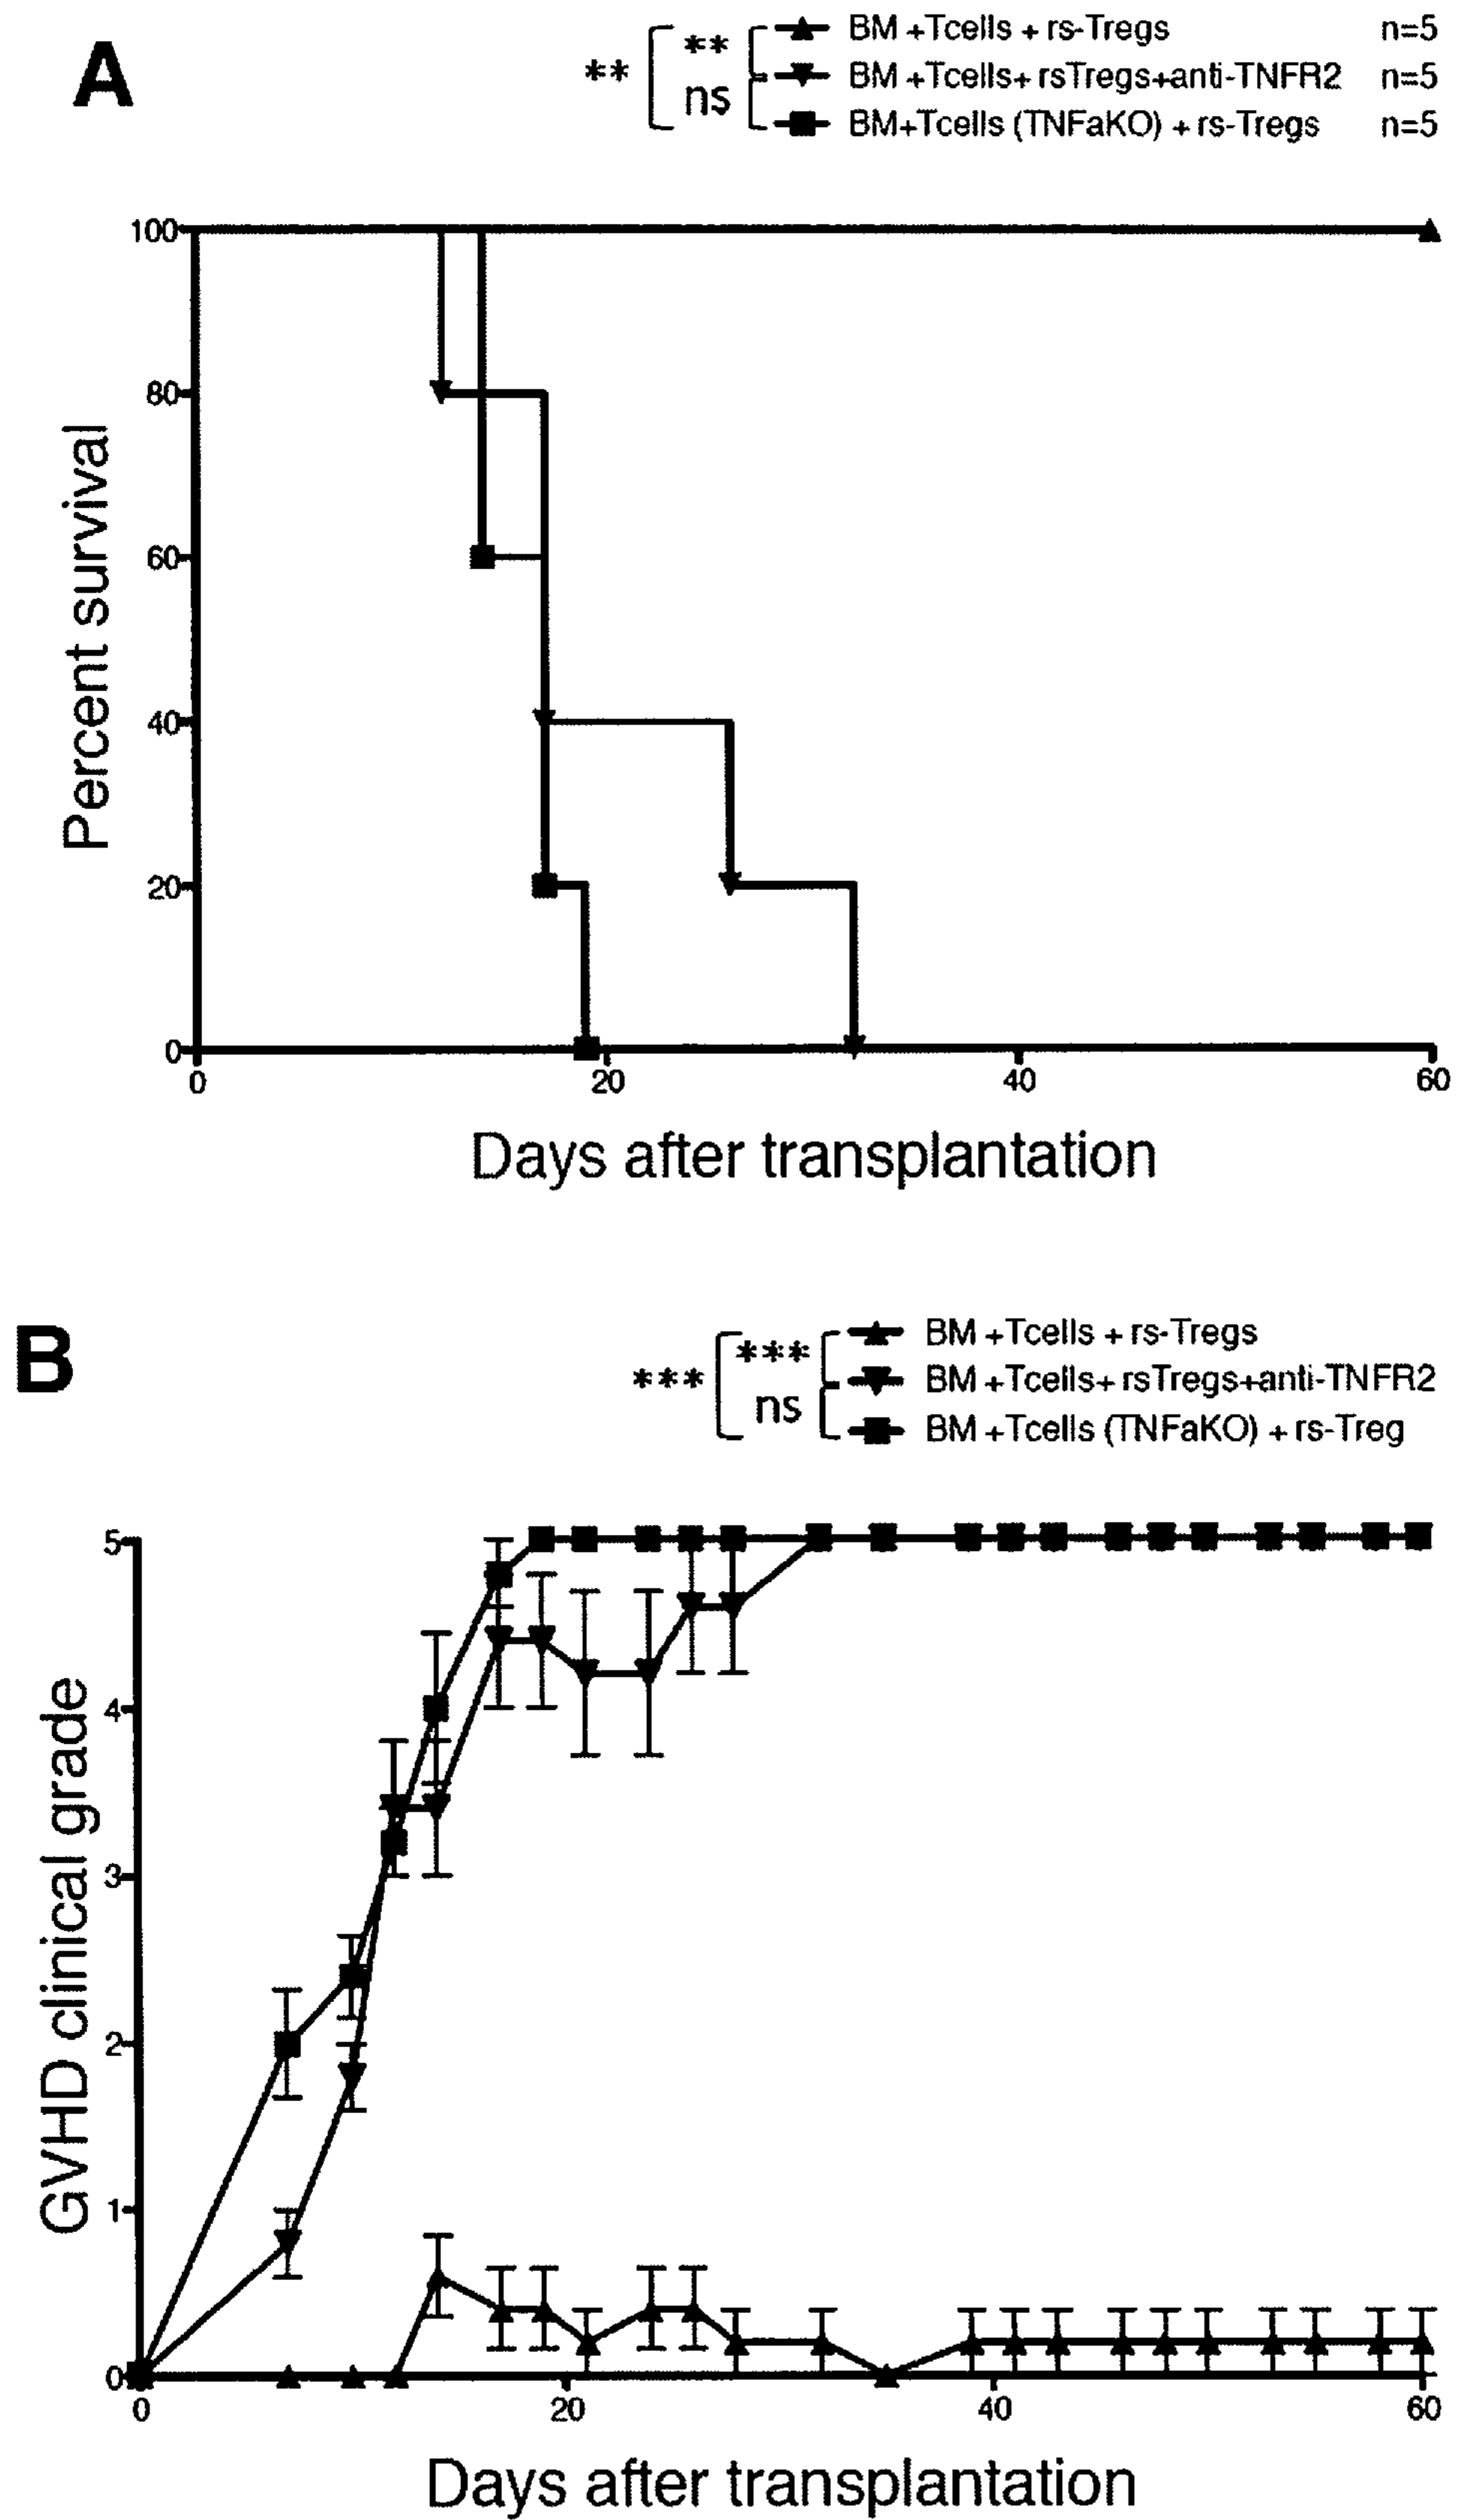 A
** ** BM +Tcells + rs-Tregs n=5
ns BM +Tcells+ rsTregs+anti-TNFR2 n=5
BM+Tcells (TNFaKO) + rs-Tregs n=5
100
80
60
40
20
0
Percent survival
0 20 40 60
Days after transplantation
B
*** *** BM +Tcells + rs-Tregs
ns BM +Tcells+ rsTregs+anti-TNFR2
BM +Tcells (TNFaKO) + rs-Treg
5
4
3
2
1
0
GVHD clinical grade
0 20 40 60
Days after transplantation